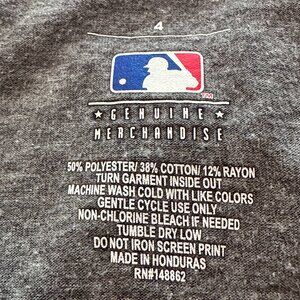 4
★ GENUINE ★
MERCHANDISE
50% POLYESTER/ 38% COTTON/ 12% RAYON
TURN GARMENT INSIDE OUT
MACHINE WASH COLD WITH LIKE COLORS
GENTLE CYCLE USE ONLY
NON-CHLORINE BLEACH IF NEEDED
TUMBLE DRY LOW
DO NOT IRON SCREEN PRINT
MADE IN HONDURAS
RN#148862